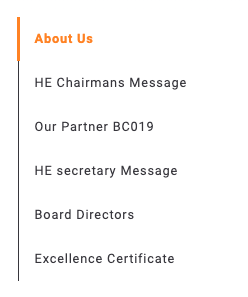 About Us
HE Chairmans Message
Our Partner BC019
HE secretary Message
Board Directors
Excellence Certificate